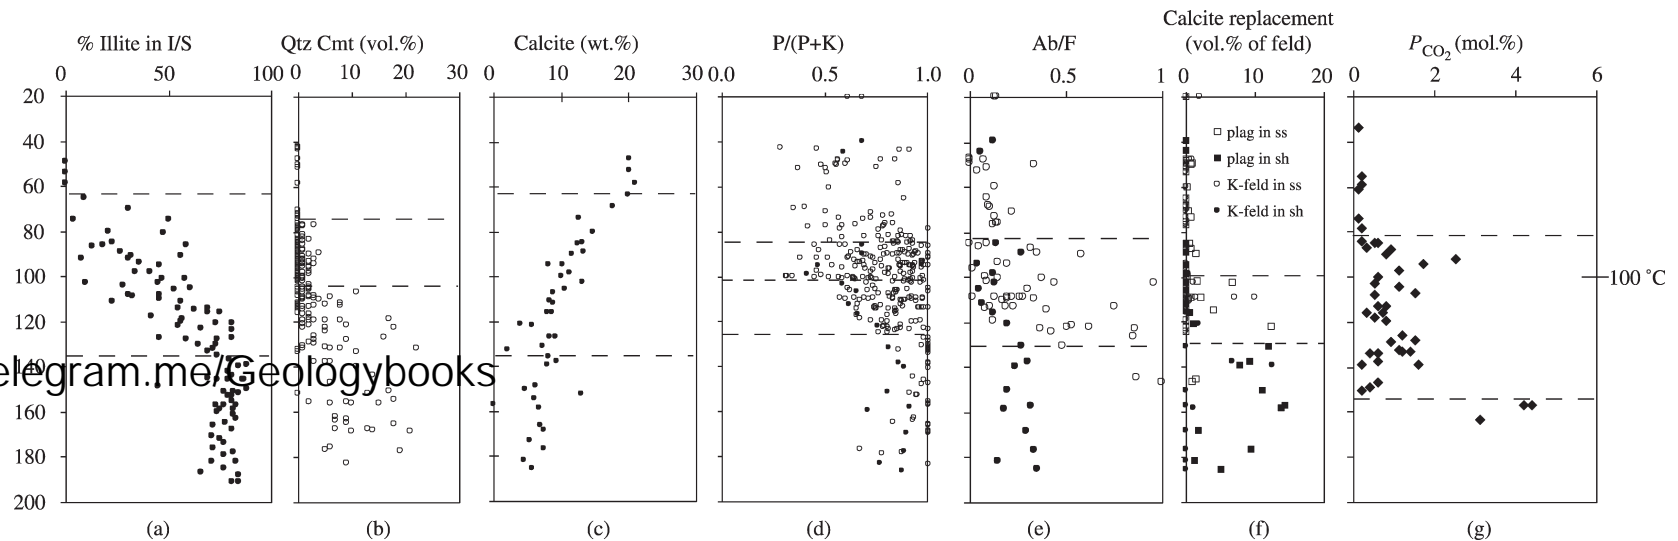 % Illite in I/S
Qtz Cmt (vol.%)
Calcite (wt.%)
P/(P+K)
Ab/F
Calcite replacement
(vol.% of feld)
PCO2 (mol.%)
0 50 100
0 10 20 30
0 10 20 30
0.0 0.5 1.0
0 0.5 1
0 10 20
0 2 4 6
20
40
60
80
100
120
140
160
180
200
plag in ss
plag in sh
K-feld in ss
K-feld in sh
100 °C
elegram.me/Geologybooks
(a) (b) (c) (d) (e) (f) (g)